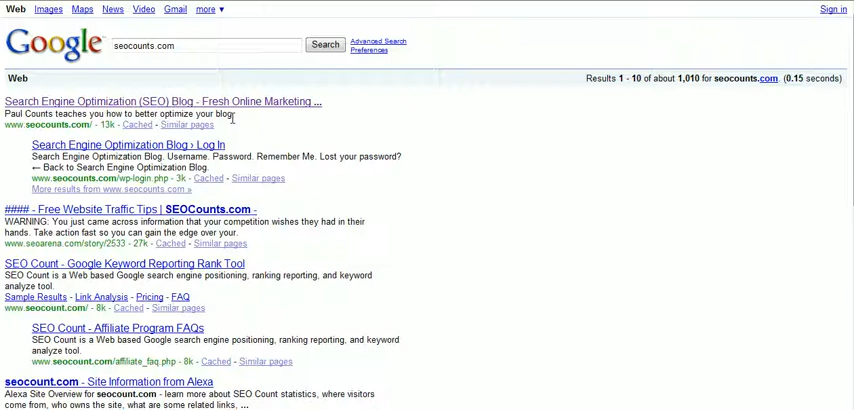 Web Images Maps News Video Gmail more ▼ Sign in
Google™ seocounts.com Search Advanced Search
Preferences
Web Results 1 - 10 of about 1,010 for seocounts.com. (0.15 seconds)
Search Engine Optimization (SEO) Blog - Fresh Online Marketing ...
Paul Counts teaches you how to better optimize your blog.
www.seocounts.com/ - 13k - Cached - Similar pages
Search Engine Optimization Blog › Log In
Search Engine Optimization Blog. Username. Password. Remember Me. Lost your password?
← Back to Search Engine Optimization Blog.
www.seocounts.com/wp-login.php - 3k - Cached - Similar pages
More results from www.seocounts.com »
#### - Free Website Traffic Tips | SEOCounts.com -
WARNING: You just came across information that your competition wishes they had in their
hands. Take action fast so you can gain the edge over your.
www.seoarena.com/story/2533 - 27k - Cached - Similar pages
SEO Count - Google Keyword Reporting Rank Tool
SEO Count is a Web based Google search engine positioning, ranking reporting, and keyword
analyze tool.
Sample Results - Link Analysis - Pricing - FAQ
www.seocount.com/ - 8k - Cached - Similar pages
SEO Count - Affiliate Program FAQs
SEO Count is a Web based Google search engine positioning, ranking reporting, and keyword
analyze tool.
www.seocount.com/affiliate_faq.php - 8k - Cached - Similar pages
seocount.com - Site Information from Alexa
Alexa Site Overview for seocount.com - learn more about SEO Count statistics, where visitors
come from, who owns the site, what are some related links, ...